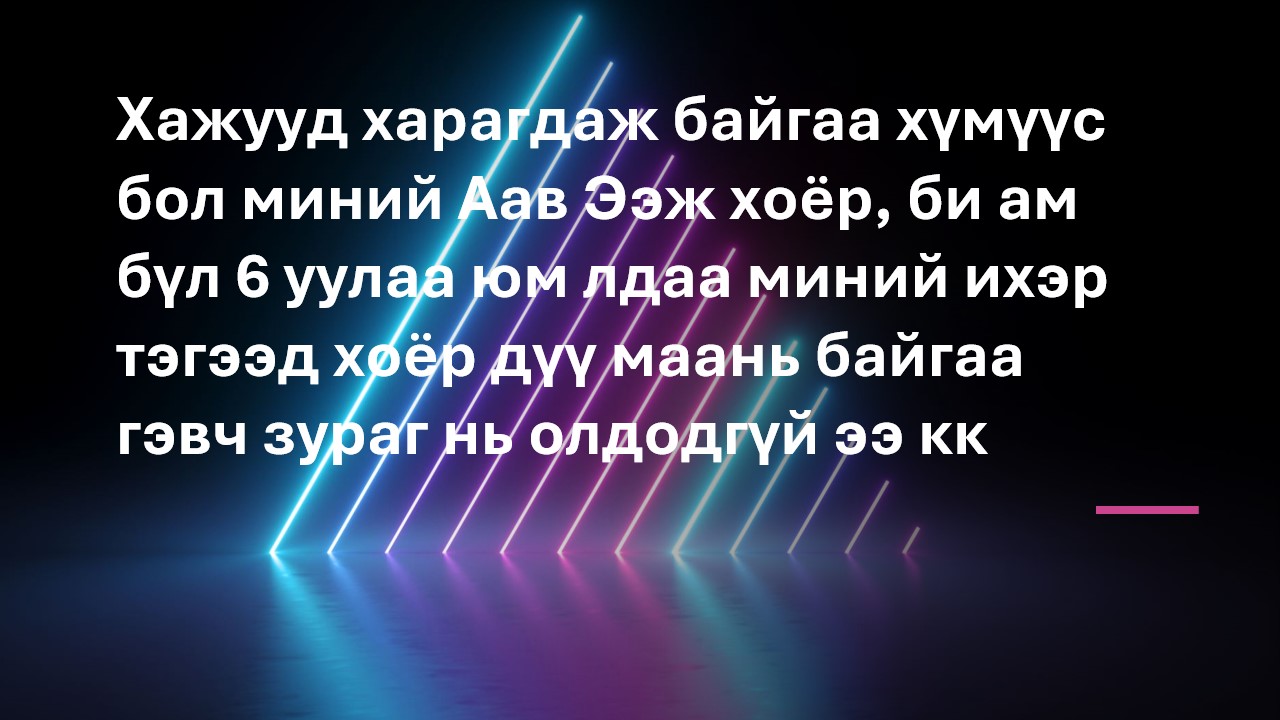 Хажууд харагдаж байгаа хүмүүс
бол миний Аав Ээж хоёр, би ам
бүл 6 уулаа юм лдаа миний ихэр
тэгээд хоёр дүү маань байгаа
гэвч зураг нь олдодгүй ээ кк